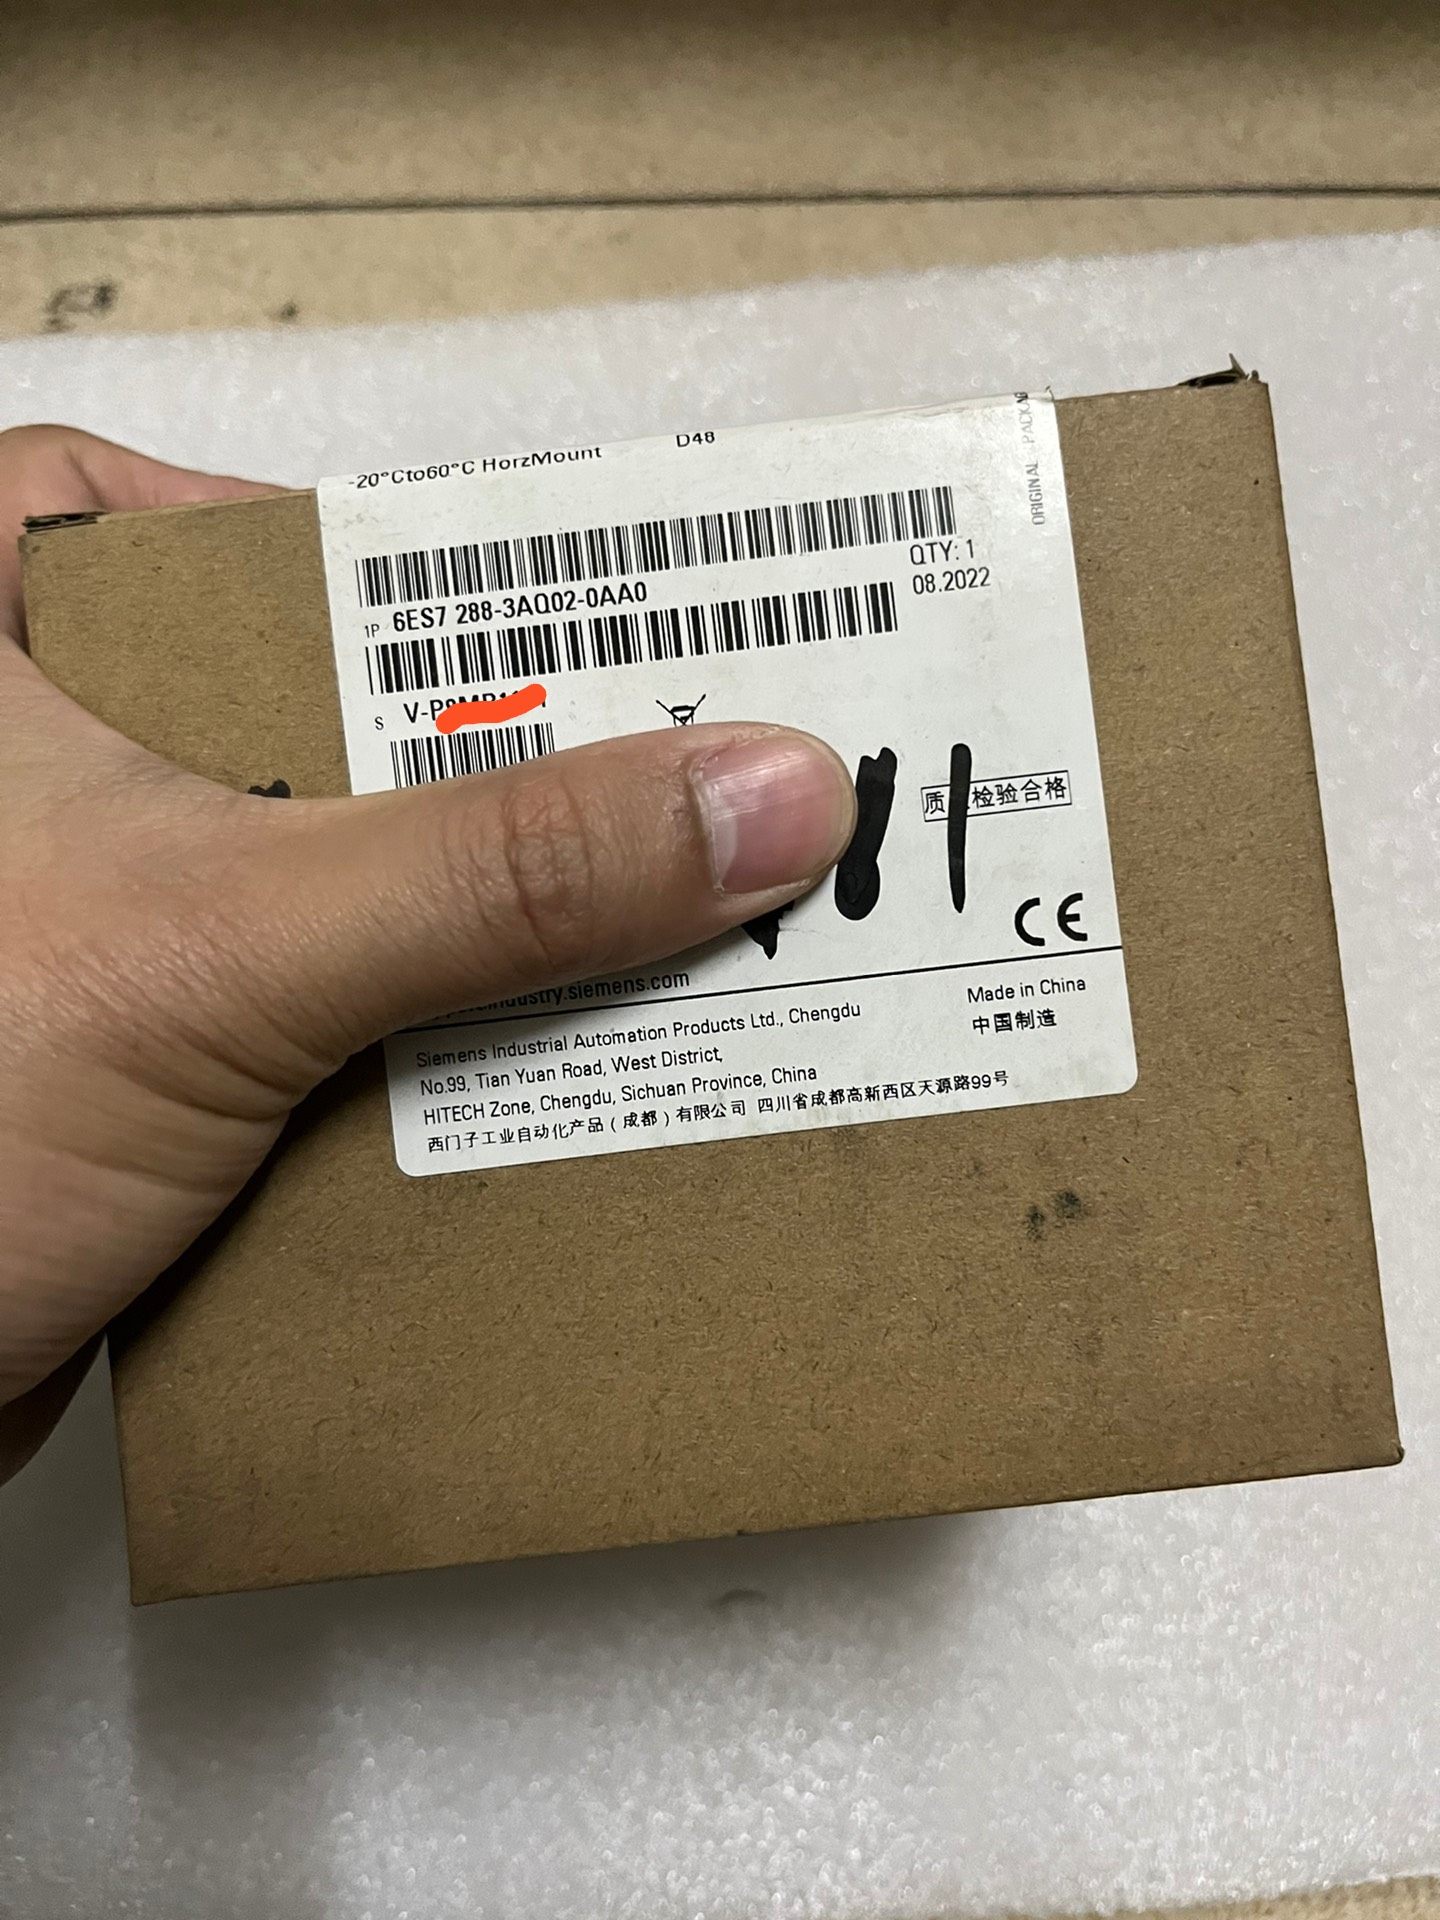 -20°Cto60°C HorzMount
D48
ORIGINAL PACKAG
QTY: 1
08.2022
1P 6ES7 288-3AQ02-0AA0
S V-P
质 检验合格
CE
industry.siemens.com
Siemens Industrial Automation Products Ltd., Chengdu
No.99, Tian Yuan Road, West District,
HITECH Zone, Chengdu, Sichuan Province, China
西门子工业自动化产品(成都)有限公司 四川省成都高新西区天源路99号
Made in China
中国制造